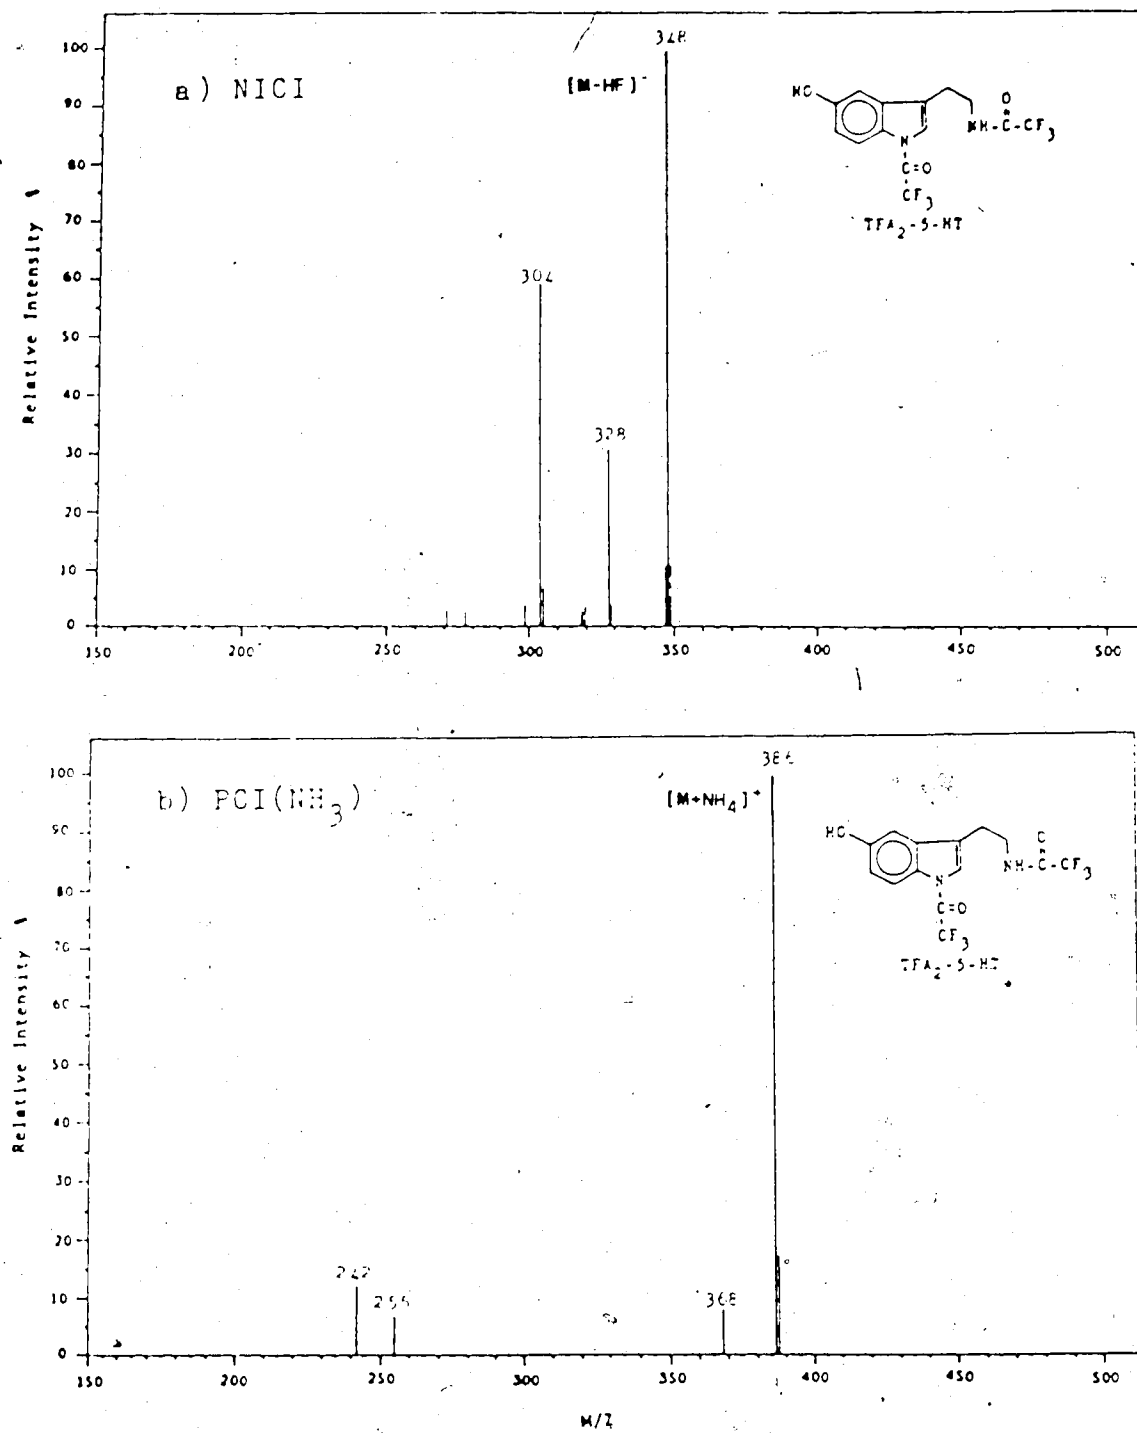 a) NICI
[M-HF]⁻
348
304
328
HO
O
NH-C-CF3
N
C=O
CF3
TFA2-5-HT
Relative Intensity %
100
90
80
70
60
50
40
30
20
10
0
150 200 250 300 350 400 450 500
b) PCI(NH3)
[M+NH4]+
386
242
255
368
HO
O
NH-C-CF3
N
C=O
CF3
TFA2-5-HT
Relative Intensity %
100
90
80
70
60
50
40
30
20
10
0
150 200 250 300 350 400 450 500
M/Z